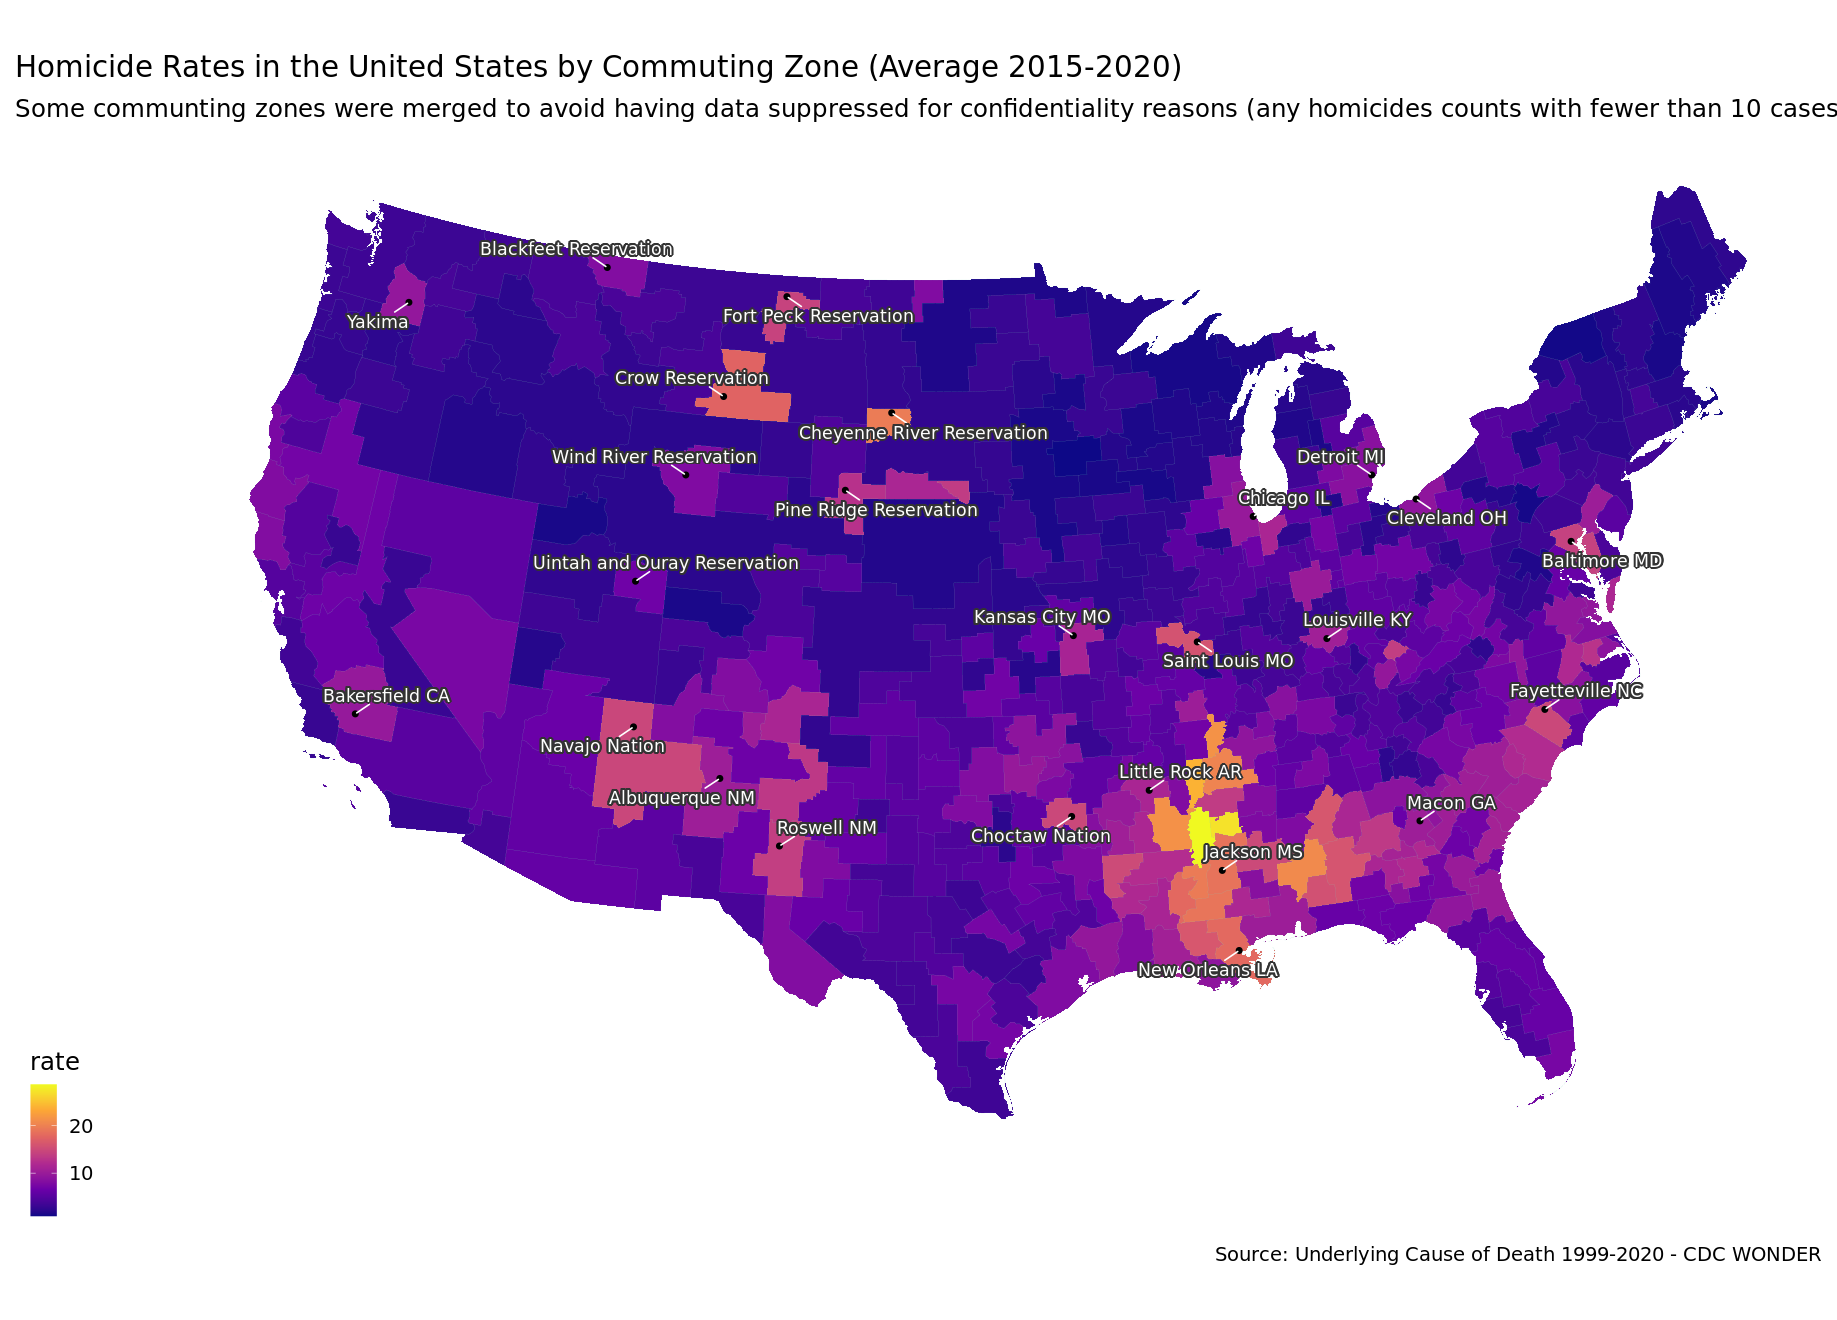 Homicide Rates in the United States by Commuting Zone (Average 2015-2020)
Some communting zones were merged to avoid having data suppressed for confidentiality reasons (any homicides counts with fewer than 10 cases
Blackfeet Reservation
Yakima
Fort Peck Reservation
Crow Reservation
Cheyenne River Reservation
Wind River Reservation
Detroit MI
Chicago IL
Pine Ridge Reservation
Cleveland OH
Uintah and Ouray Reservation
Baltimore MD
Kansas City MO
Louisville KY
Saint Louis MO
Bakersfield CA
Fayetteville NC
Navajo Nation
Little Rock AR
Albuquerque NM
Macon GA
Roswell NM
Choctaw Nation
Jackson MS
New Orleans LA
rate
20
10
Source: Underlying Cause of Death 1999-2020 - CDC WONDER